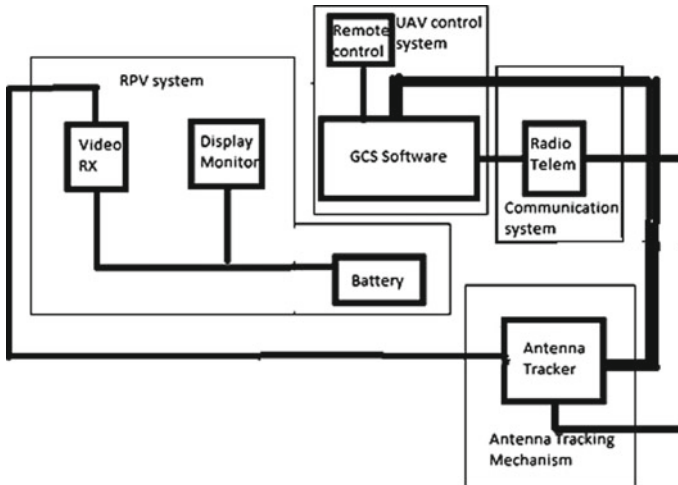 Remote
control
UAV control
system
RPV system
Video
RX
Display
Monitor
GCS Software
Radio
Telem
Communication
system
Battery
Antenna
Tracker
Antenna Tracking
Mechanism